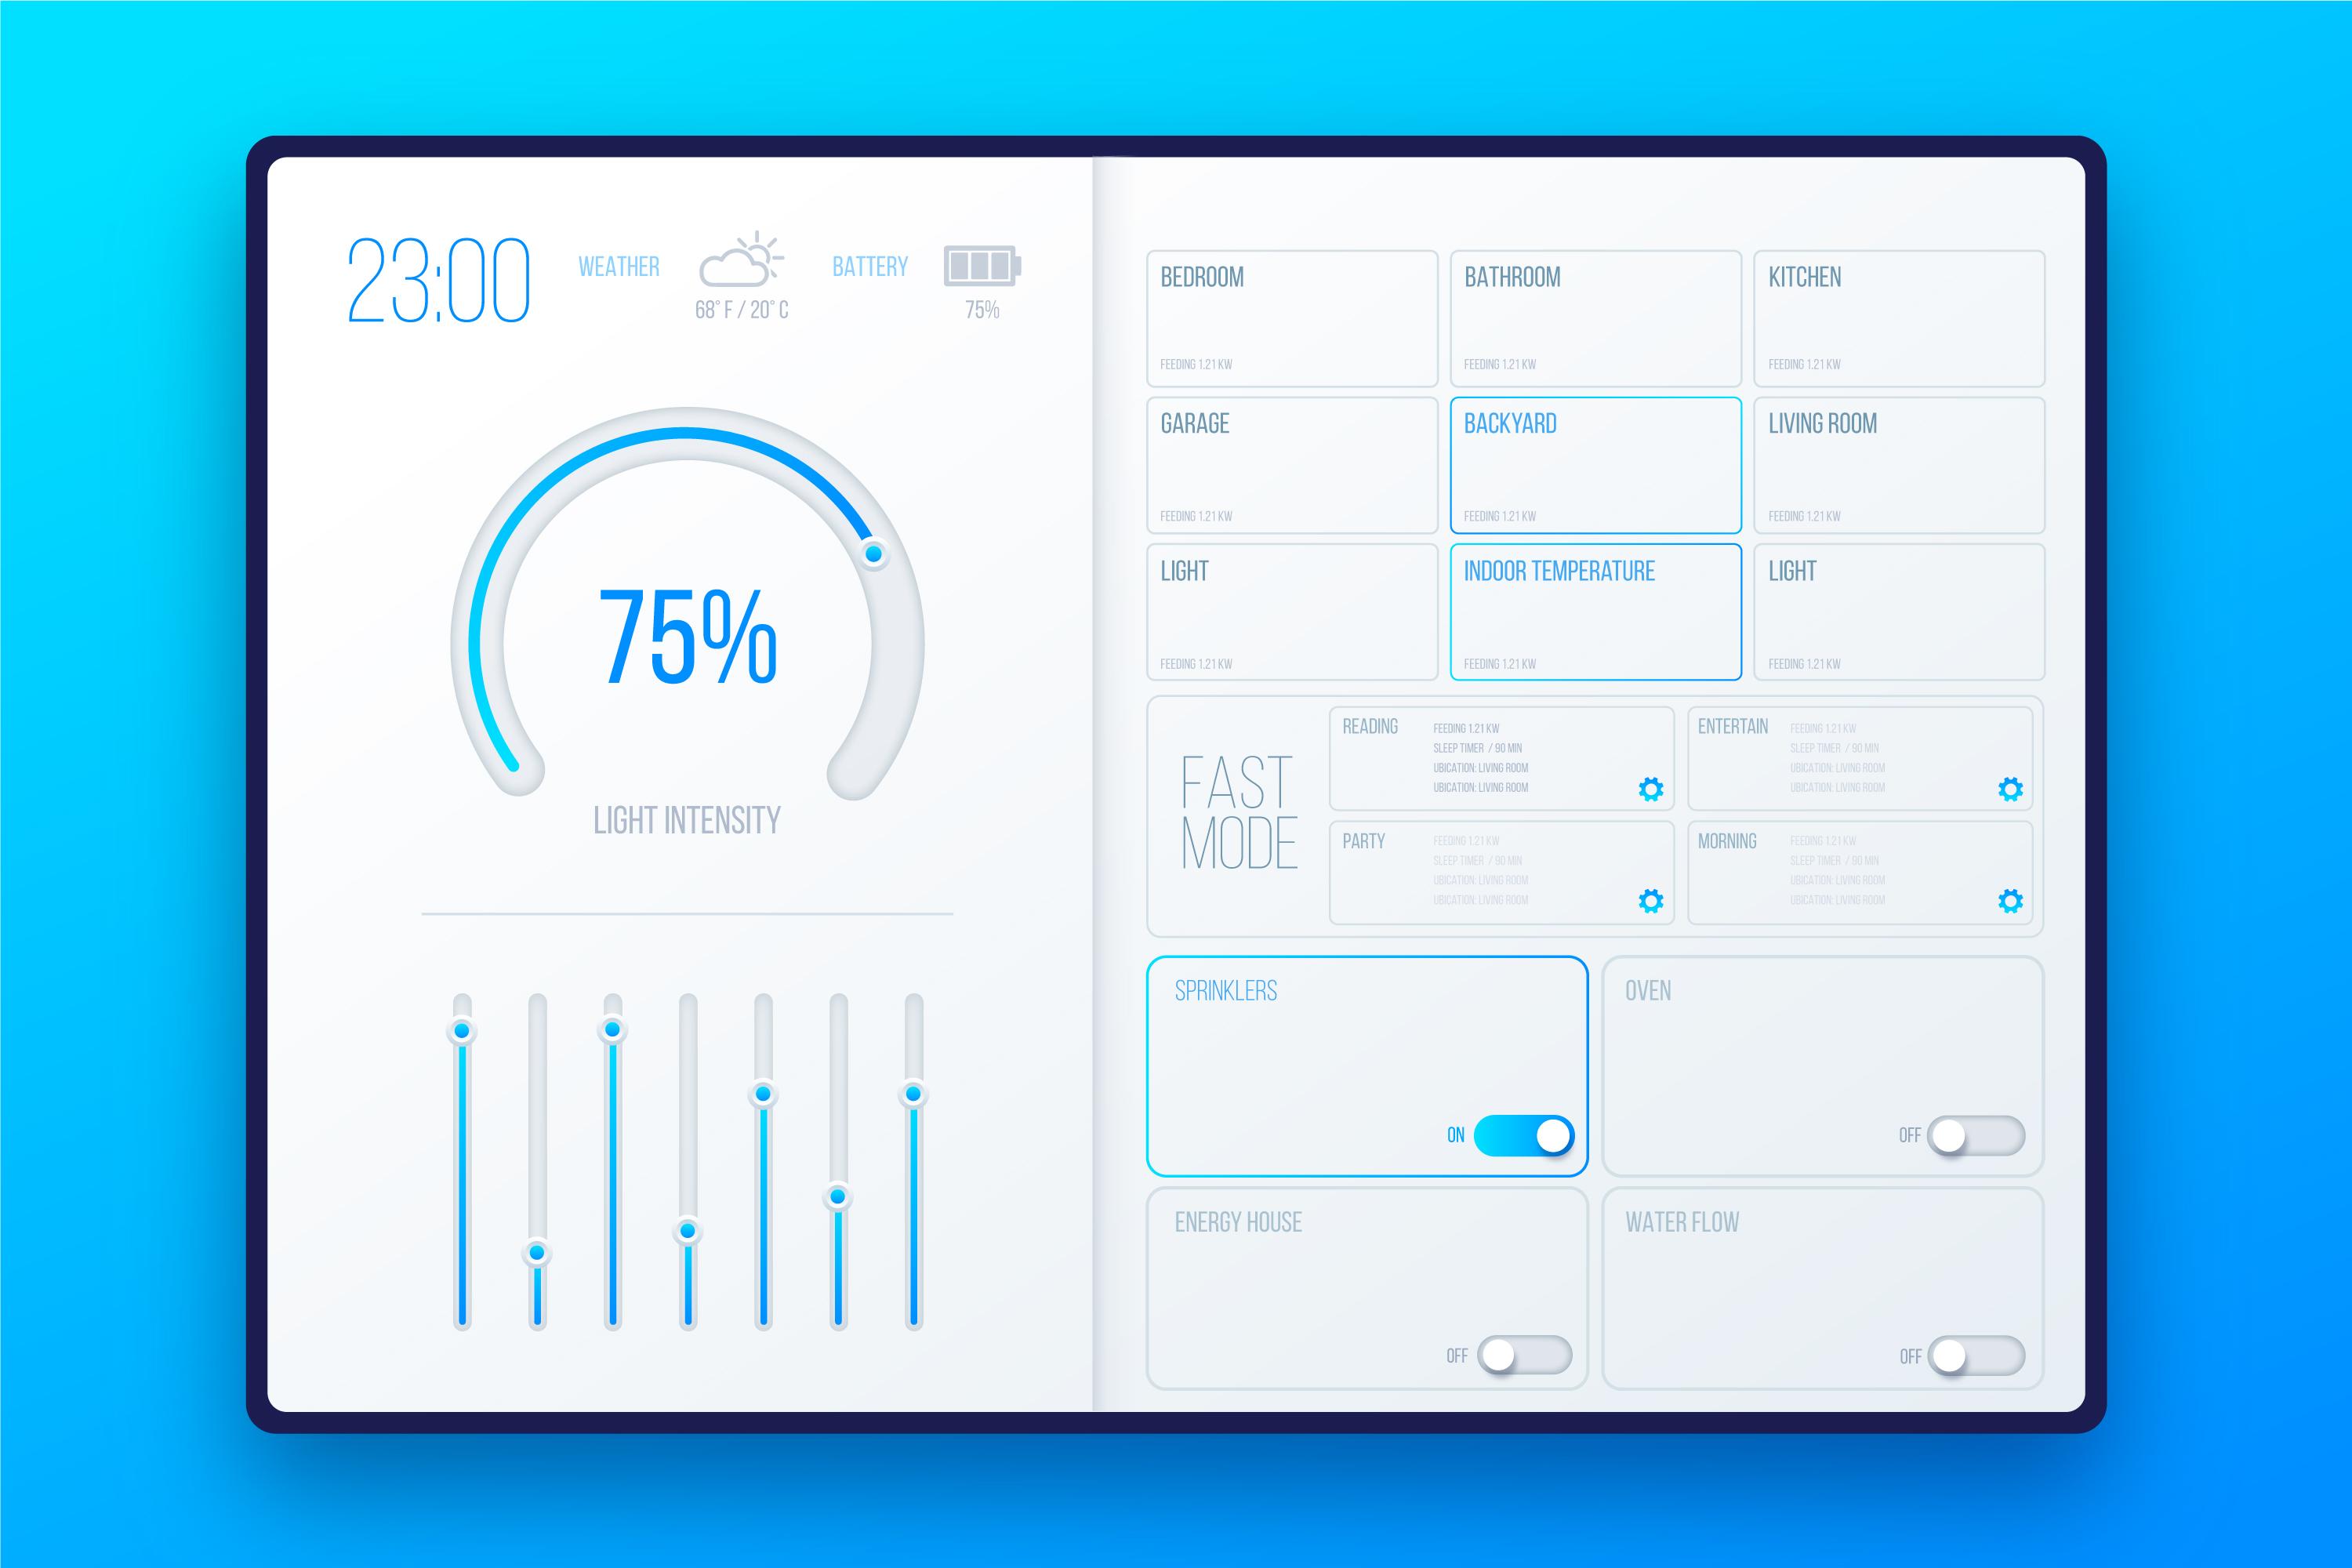 23:00
WEATHER
68° F / 20° C
BATTERY
75%
75%
LIGHT INTENSITY
BEDROOM
FEEDING 1.21 KW
BATHROOM
FEEDING 1.21 KW
KITCHEN
FEEDING 1.21 KW
GARAGE
FEEDING 1.21 KW
BACKYARD
FEEDING 1.21 KW
LIVING ROOM
FEEDING 1.21 KW
LIGHT
FEEDING 1.21 KW
INDOOR TEMPERATURE
FEEDING 1.21 KW
LIGHT
FEEDING 1.21 KW
FAST
MODE
READING
FEEDING 1.21 KW
SLEEP TIMER / 90 MIN
UBICATION: LIVING ROOM
UBICATION: LIVING ROOM
ENTERTAIN
FEEDING 1.21 KW
SLEEP TIMER / 90 MIN
UBICATION: LIVING ROOM
UBICATION: LIVING ROOM
PARTY
FEEDING 1.21 KW
SLEEP TIMER / 90 MIN
UBICATION: LIVING ROOM
UBICATION: LIVING ROOM
MORNING
FEEDING 1.21 KW
SLEEP TIMER / 90 MIN
UBICATION: LIVING ROOM
UBICATION: LIVING ROOM
SPRINKLERS
ON
OVEN
OFF
ENERGY HOUSE
OFF
WATER FLOW
OFF